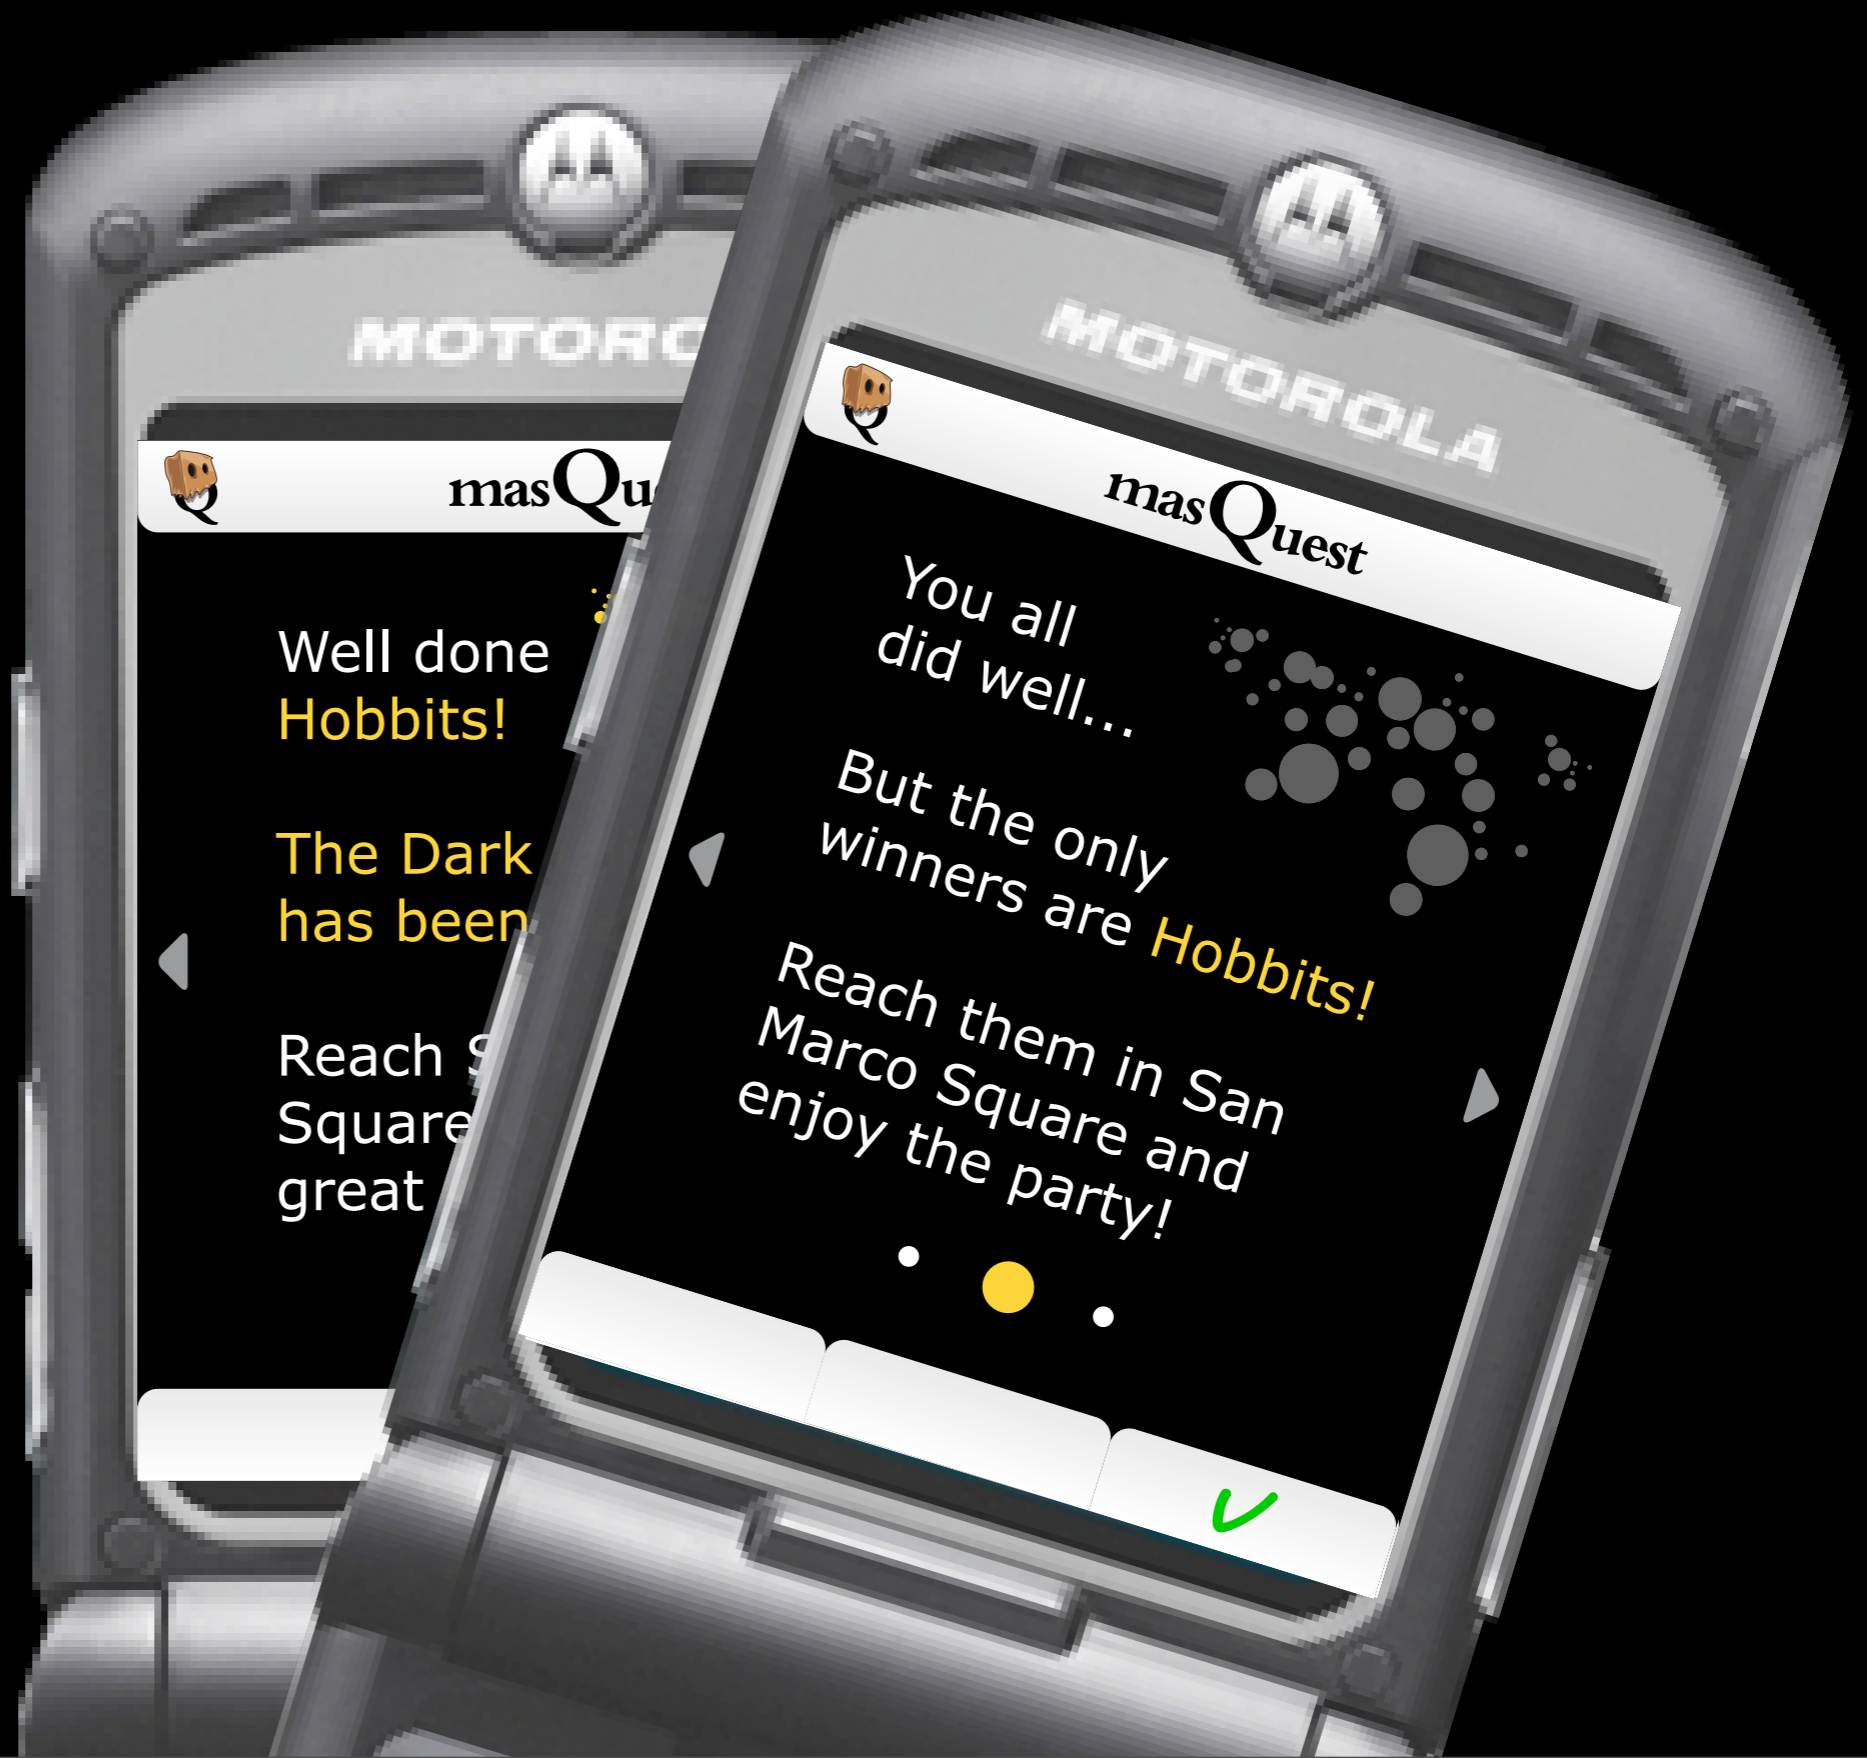 MOTORO
masQu
Well done
Hobbits!
The Dark
has been
Reach
Square
great
MOTOROLA
masQuest
You all
did well...
But the only
winners are Hobbits!
Reach them in San
Marco Square and
enjoy the party!